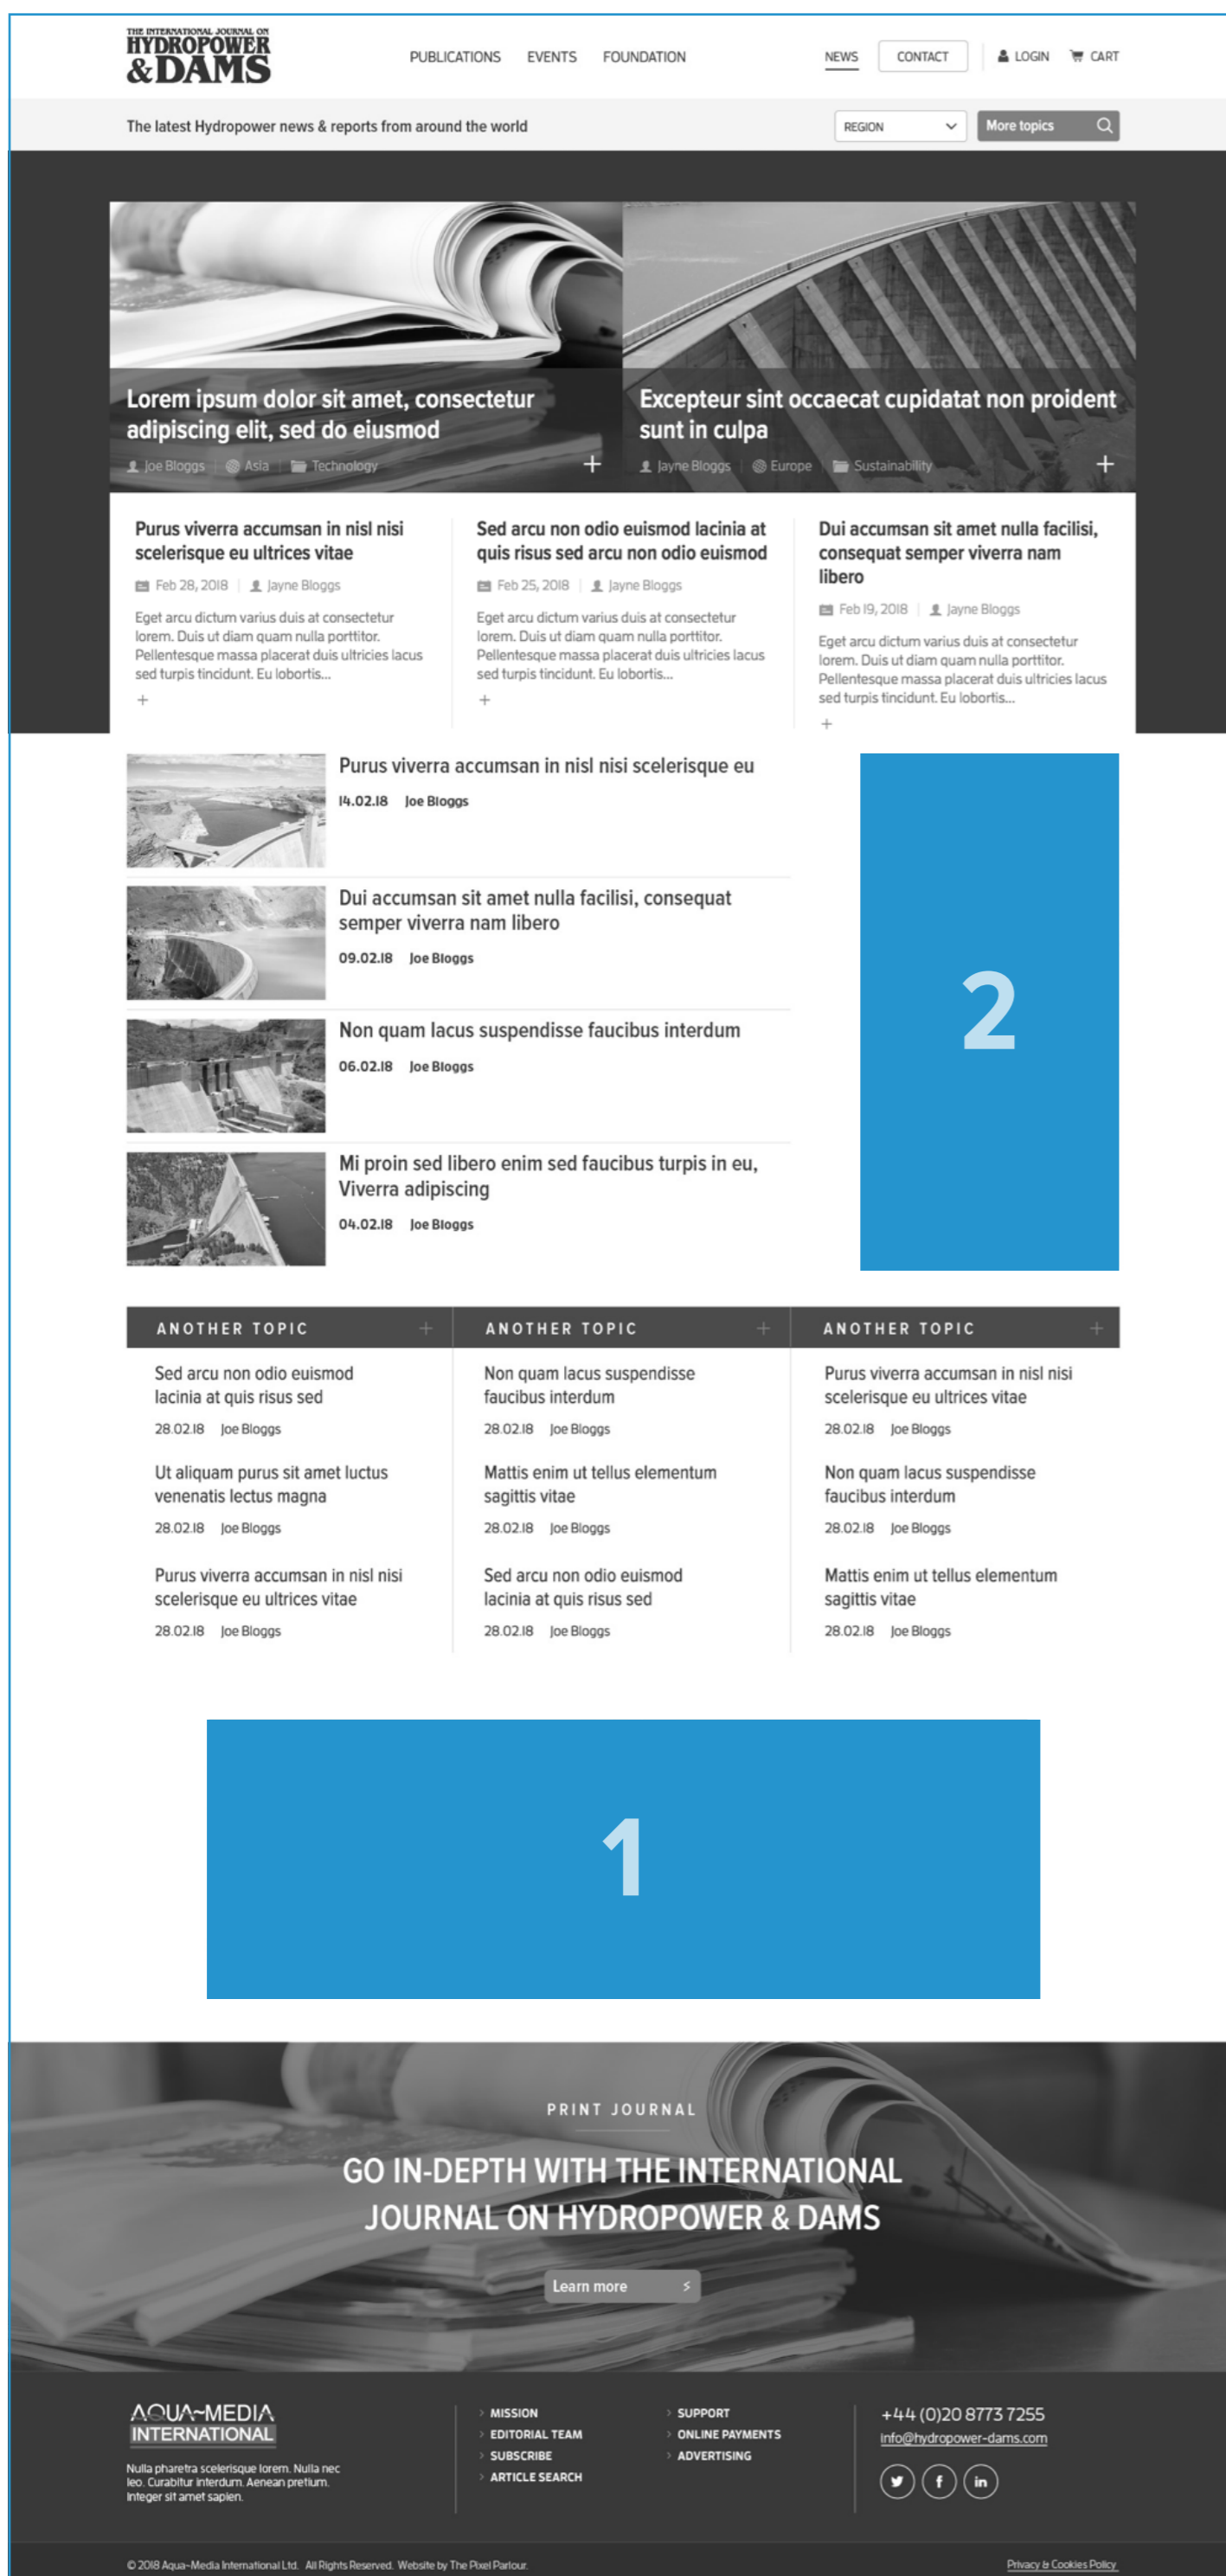 THE INTERNATIONAL JOURNAL ON
HYDROPOWER
&DAMS
PUBLICATIONS EVENTS FOUNDATION
NEWS CONTACT LOGIN CART
The latest Hydropower news & reports from around the world
REGION More topics
Lorem ipsum dolor sit amet, consectetur
adipiscing elit, sed do eiusmod
Joe Bloggs Asia Technology
Excepteur sint occaecat cupidatat non proident
sunt in culpa
Jayne Bloggs Europe Sustainability
Purus viverra accumsan in nisl nisi
scelerisque eu ultrices vitae
Feb 28, 2018 Jayne Bloggs
Eget arcu dictum varius duis at consectetur
lorem. Duis ut diam quam nulla porttitor.
Pellentesque massa placerat duis ultricies lacus
sed turpis tincidunt. Eu lobortis...
+
Sed arcu non odio euismod lacinia at
quis risus sed arcu non odio euismod
Feb 25, 2018 Jayne Bloggs
Eget arcu dictum varius duis at consectetur
lorem. Duis ut diam quam nulla porttitor.
Pellentesque massa placerat duis ultricies lacus
sed turpis tincidunt. Eu lobortis...
+
Dui accumsan sit amet nulla facilisi,
consequat semper viverra nam
libero
Feb 19, 2018 Jayne Bloggs
Eget arcu dictum varius duis at consectetur
lorem. Duis ut diam quam nulla porttitor.
Pellentesque massa placerat duis ultricies lacus
sed turpis tincidunt. Eu lobortis...
+
Purus viverra accumsan in nisl nisi scelerisque eu
14.02.18 Joe Bloggs
Dui accumsan sit amet nulla facilisi, consequat
semper viverra nam libero
09.02.18 Joe Bloggs
Non quam lacus suspendisse faucibus interdum
06.02.18 Joe Bloggs
Mi proin sed libero enim sed faucibus turpis in eu,
Viverra adipiscing
04.02.18 Joe Bloggs
2
ANOTHER TOPIC +
Sed arcu non odio euismod
lacinia at quis risus sed
28.02.18 Joe Bloggs
Ut aliquam purus sit amet luctus
venenatis lectus magna
28.02.18 Joe Bloggs
Purus viverra accumsan in nisl nisi
scelerisque eu ultrices vitae
28.02.18 Joe Bloggs
ANOTHER TOPIC +
Non quam lacus suspendisse
faucibus interdum
28.02.18 Joe Bloggs
Mattis enim ut tellus elementum
sagittis vitae
28.02.18 Joe Bloggs
Sed arcu non odio euismod
lacinia at quis risus sed
28.02.18 Joe Bloggs
ANOTHER TOPIC +
Purus viverra accumsan in nisl nisi
scelerisque eu ultrices vitae
28.02.18 Joe Bloggs
Non quam lacus suspendisse
faucibus interdum
28.02.18 Joe Bloggs
Mattis enim ut tellus elementum
sagittis vitae
28.02.18 Joe Bloggs
1
PRINT JOURNAL
GO IN-DEPTH WITH THE INTERNATIONAL
JOURNAL ON HYDROPOWER & DAMS
Learn more
AQUA~MEDIA
INTERNATIONAL
Nulla pharetra scelerisque lorem. Nulla nec
leo. Curabitur interdum. Aenean pretium.
Integer sit amet sapien.
MISSION
EDITORIAL TEAM
SUBSCRIBE
ARTICLE SEARCH
SUPPORT
ONLINE PAYMENTS
ADVERTISING
+44 (0)20 8773 7255
info@hydropower-dams.com
© 2018 Aqua~Media International Ltd. All Rights Reserved. Website by The Pixel Parlour.
Privacy & Cookies Policy